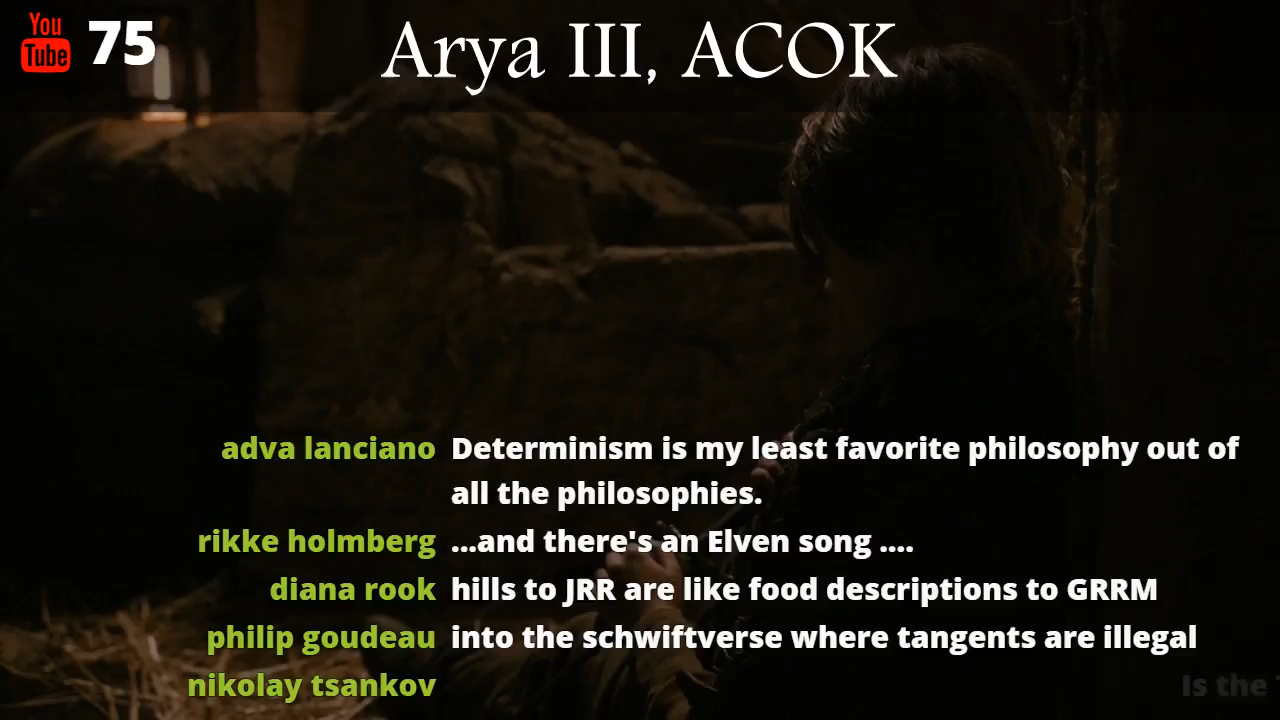 You
Tube
75
Arya III, ACOK
adva lanciano Determinism is my least favorite philosophy out of
all the philosophies.
rikke holmberg ...and there's an Elven song ....
diana rook hills to JRR are like food descriptions to GRRM
philip goudeau into the schwiftverse where tangents are illegal
nikolay tsankov Is the